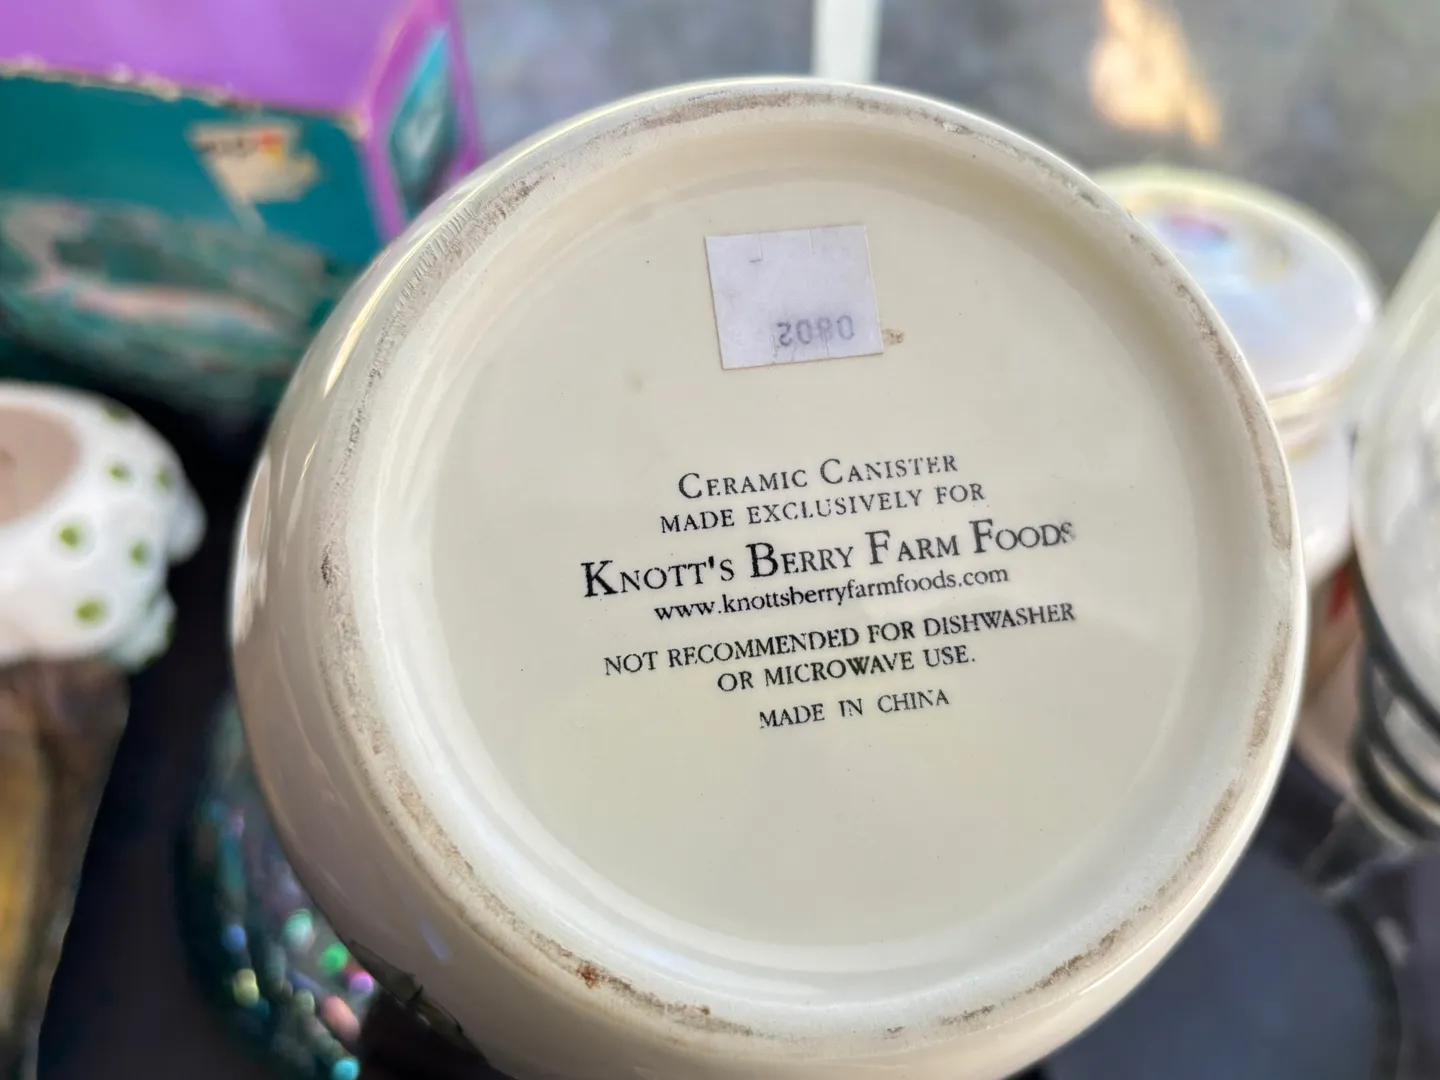 0802
CERAMIC CANISTER
MADE EXCLUSIVELY FOR
KNOTT'S BERRY FARM FOODS
www.knottsberryfarmfoods.com
NOT RECOMMENDED FOR DISHWASHER
OR MICROWAVE USE.
MADE IN CHINA